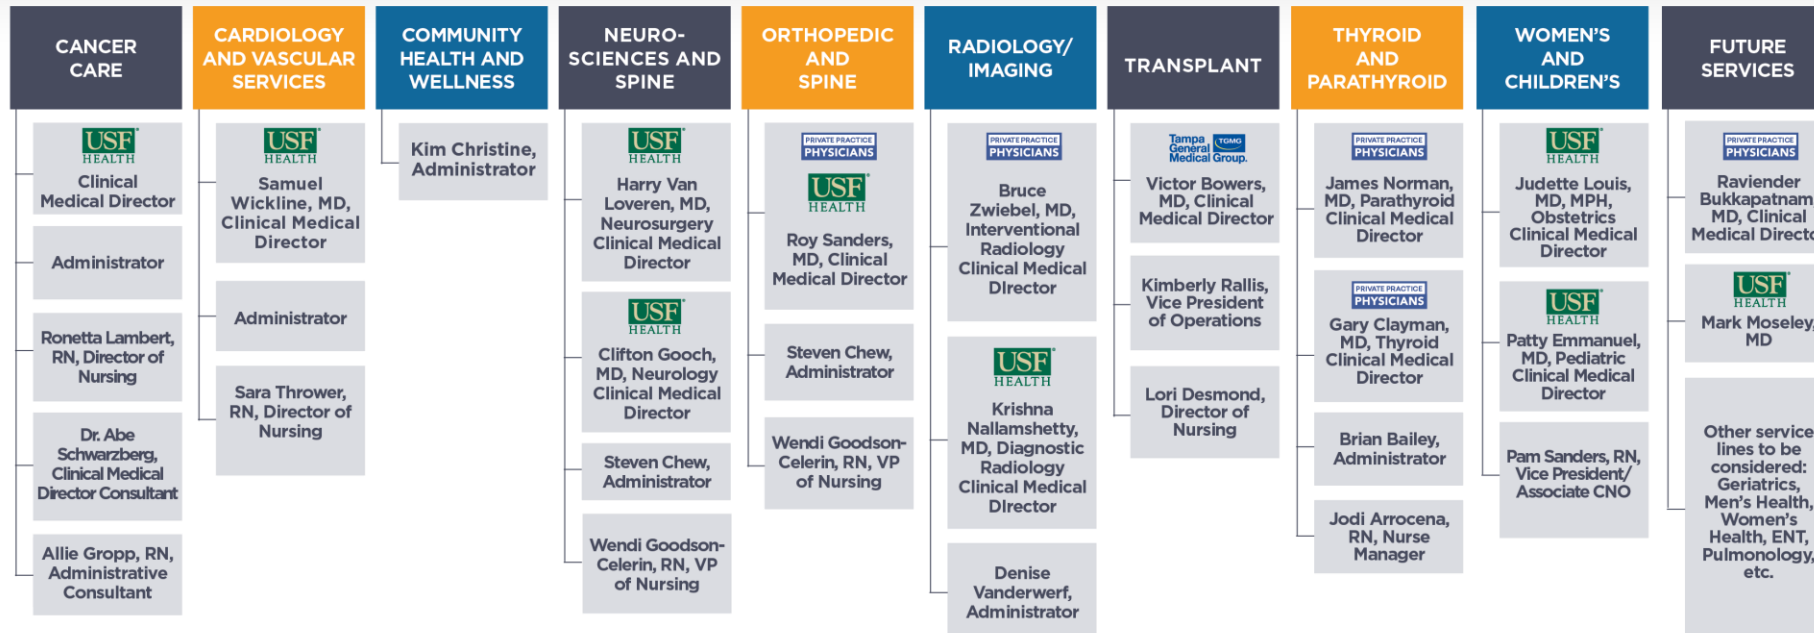 CANCER
CARE
USF
HEALTH
Clinical
Medical Director
Administrator
Ronetta Lambert,
RN, Director of
Nursing
Dr. Abe
Schwarzberg,
Clinical Medical
Director Consultant
Allie Gropp, RN,
Administrative
Consultant
CARDIOLOGY
AND VASCULAR
SERVICES
USF
HEALTH
Samuel
Wickline, MD,
Clinical Medical
Director
Administrator
Sara Thrower,
RN, Director of
Nursing
COMMUNITY
HEALTH AND
WELLNESS
Kim Christine,
Administrator
NEURO-
SCIENCES AND
SPINE
USF
HEALTH
Harry Van
Loveren, MD,
Neurosurgery
Clinical Medical
Director
USF
HEALTH
Clifton Gooch,
MD, Neurology
Clinical Medical
Director
Steven Chew,
Administrator
Wendi Goodson-
Celerin, RN, VP
of Nursing
ORTHOPEDIC
AND
SPINE
PRIVATE PRACTICE
PHYSICIANS
USF
HEALTH
Roy Sanders,
MD, Clinical
Medical Director
Steven Chew,
Administrator
Wendi Goodson-
Celerin, RN, VP
of Nursing
RADIOLOGY/
IMAGING
PRIVATE PRACTICE
PHYSICIANS
Bruce
Zwiebel, MD,
Interventional
Radiology
Clinical Medical
DIrector
USF
HEALTH
Krishna
Nallamshetty,
MD, Diagnostic
Radiology
Clinical Medical
DIrector
Denise
Vanderwerf,
Administrator
TRANSPLANT
Tampa
General TGMG
Medical Group.
Victor Bowers,
MD, Clinical
Medical Director
Kimberly Rallis,
Vice President
of Operations
Lori Desmond,
Director of
Nursing
THYROID
AND
PARATHYROID
PRIVATE PRACTICE
PHYSICIANS
James Norman,
MD, Parathyroid
Clinical Medical
Director
PRIVATE PRACTICE
PHYSICIANS
Gary Clayman,
MD, Thyroid
Clinical Medical
Director
Brian Bailey,
Administrator
Jodi Arrocena,
RN, Nurse
Manager
WOMEN'S
AND
CHILDREN'S
USF
HEALTH
Judette Louis,
MD, MPH,
Obstetrics
Clinical Medical
Director
USF
HEALTH
Patty Emmanuel,
MD, Pediatric
Clinical Medical
Director
Pam Sanders, RN,
Vice President/
Associate CNO
FUTURE
SERVICES
PRIVATE PRACTICE
PHYSICIANS
Raviender
Bukkapatnam
MD, Clinical
Medical Directo
USF
HEALTH
Mark Moseley,
MD
Other service
lines to be
considered:
Geriatrics,
Men's Health,
Women's
Health, ENT,
Pulmonology,
etc.